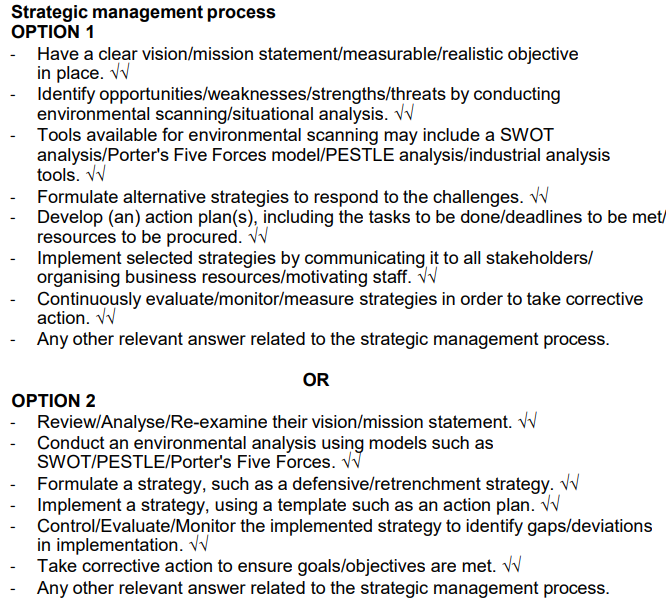 Strategic management process
OPTION 1
- Have a clear vision/mission statement/measurable/realistic objective
in place. √√
- Identify opportunities/weaknesses/strengths/threats by conducting
environmental scanning/situational analysis. √√
- Tools available for environmental scanning may include a SWOT
analysis/Porter's Five Forces model/PESTLE analysis/industrial analysis
tools. √√
- Formulate alternative strategies to respond to the challenges. √√
- Develop (an) action plan(s), including the tasks to be done/deadlines to be met/
resources to be procured. √√
- Implement selected strategies by communicating it to all stakeholders/
organising business resources/motivating staff. √√
- Continuously evaluate/monitor/measure strategies in order to take corrective
action. √√
- Any other relevant answer related to the strategic management process.
OR
OPTION 2
- Review/Analyse/Re-examine their vision/mission statement. √√
- Conduct an environmental analysis using models such as
SWOT/PESTLE/Porter's Five Forces. √√
- Formulate a strategy, such as a defensive/retrenchment strategy. √√
- Implement a strategy, using a template such as an action plan. √√
- Control/Evaluate/Monitor the implemented strategy to identify gaps/deviations
in implementation. √√
- Take corrective action to ensure goals/objectives are met. √√
- Any other relevant answer related to the strategic management process.